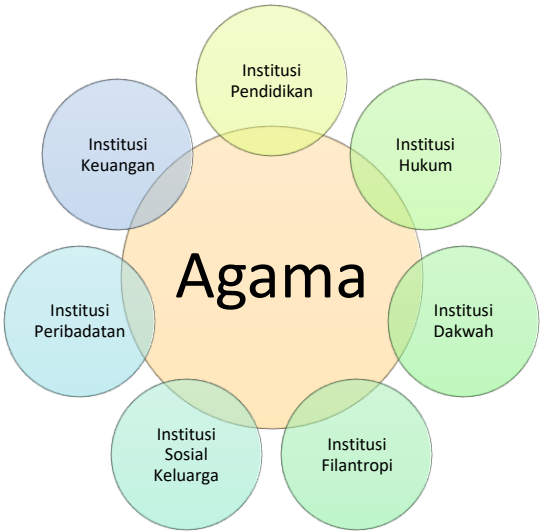 Institusi
Pendidikan
Institusi
Hukum
Institusi
Dakwah
Institusi
Filantropi
Institusi
Sosial
Keluarga
Institusi
Peribadatan
Institusi
Keuangan
Agama